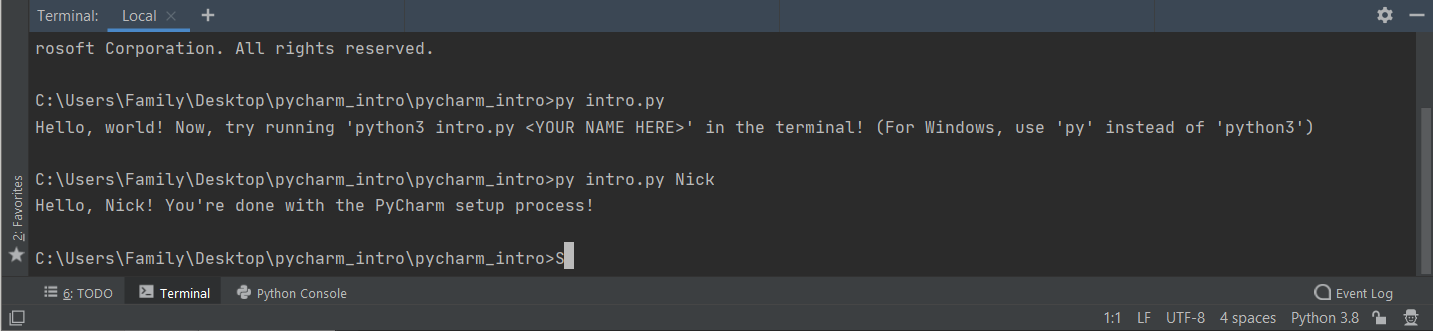 Terminal: Local × +
rosoft Corporation. All rights reserved.
C:\Users\Family\Desktop\pycharm_intro\pycharm_intro>py intro.py
Hello, world! Now, try running 'python3 intro.py <YOUR NAME HERE>' in the terminal! (For Windows, use 'py' instead of 'python3')
C:\Users\Family\Desktop\pycharm_intro\pycharm_intro>py intro.py Nick
Hello, Nick! You're done with the PyCharm setup process!
C:\Users\Family\Desktop\pycharm_intro\pycharm_intro>S
2: Favorites
6: TODO Terminal Python Console Event Log
1:1 LF UTF-8 4 spaces Python 3.8